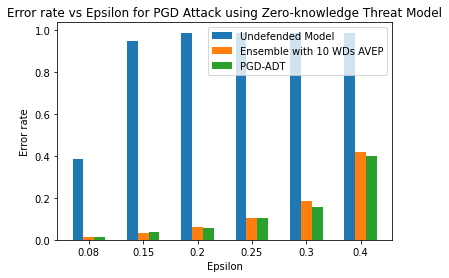 Error rate vs Epsilon for PGD Attack using Zero-knowledge Threat Model
Undefended Model
Ensemble with 10 WDs AVEP
PGD-ADT
Error rate
1.0
0.8
0.6
0.4
0.2
0.0
0.08 0.15 0.2 0.25 0.3 0.4
Epsilon